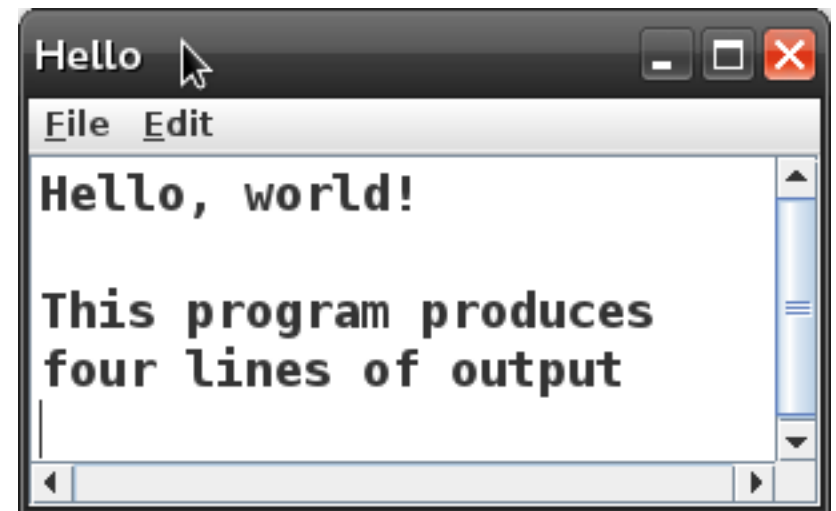 Hello
File Edit
Hello, world!
This program produces
four lines of output